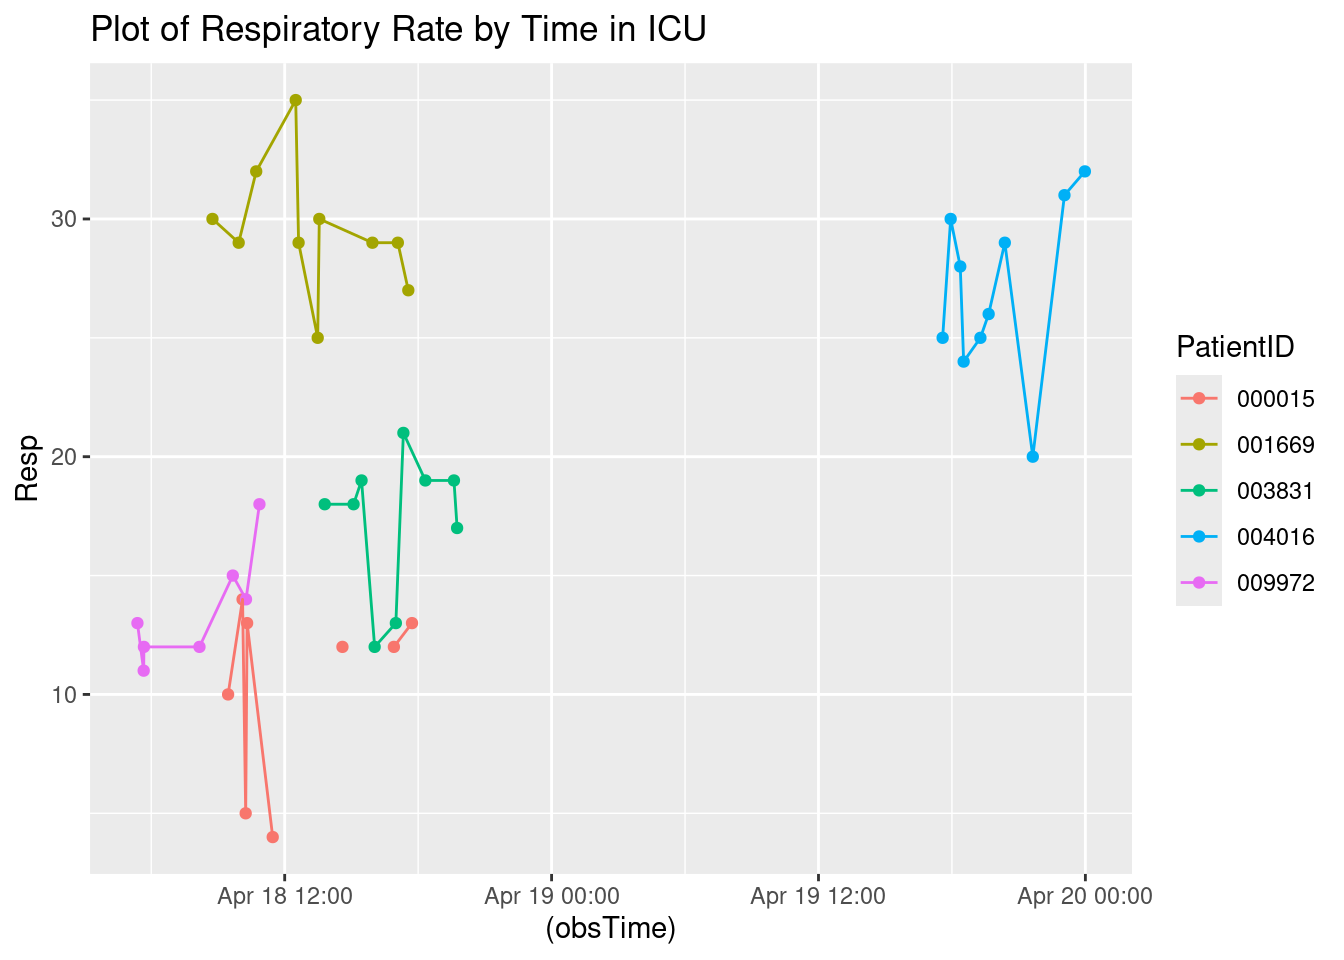 Plot of Respiratory Rate by Time in ICU
30
20
10
Resp
Apr 18 12:00
Apr 19 00:00
Apr 19 12:00
Apr 20 00:00
(obsTime)
PatientID
000015
001669
003831
004016
009972